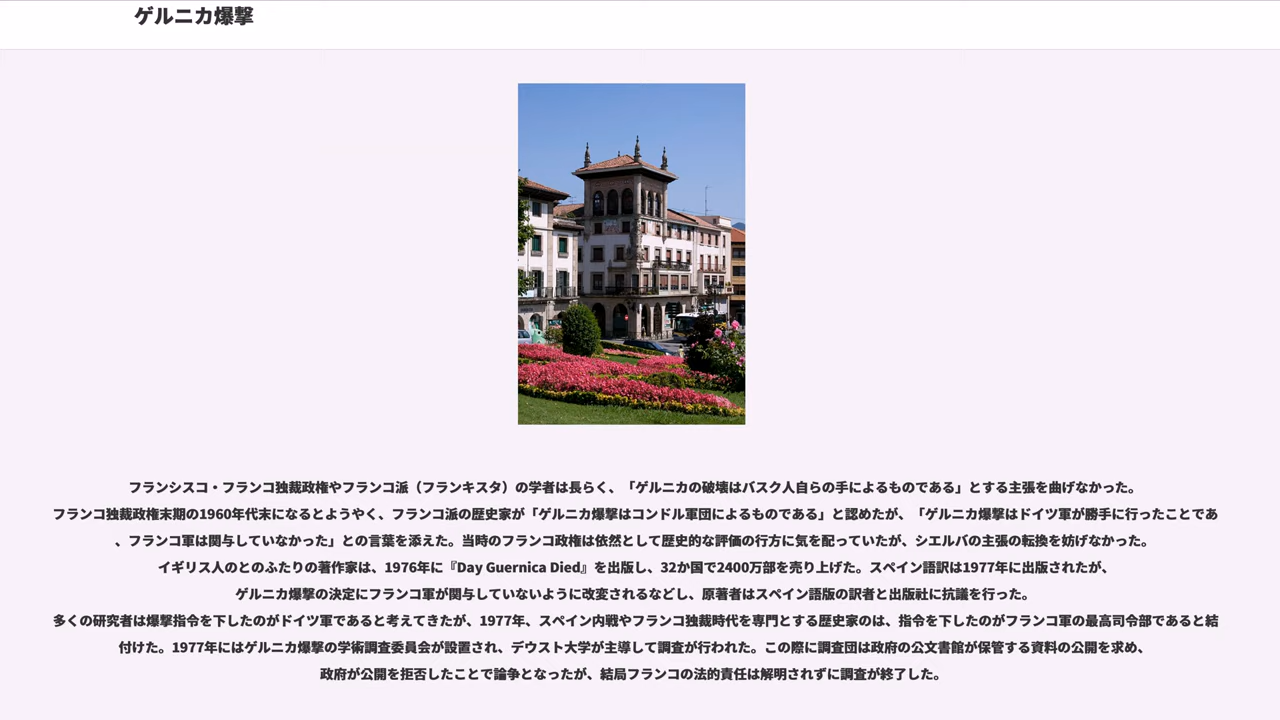 ゲルニカ爆撃
フランシスコ・フランコ独裁政権やフランコ派（フランキスタ）の学者は長らく、「ゲルニカの破壊はバスク人自らの手によるものである」とする主張を曲げなかった。
フランコ独裁政権末期の1960年代末になるとようやく、フランコ派の歴史家が「ゲルニカ爆撃はコンドル軍団によるものである」と認めたが、「ゲルニカ爆撃はドイツ軍が勝手に行ったことであ
、フランコ軍は関与していなかった」との言葉を添えた。当時のフランコ政権は依然として歴史的な評価の行方に気を配っていたが、シエルバの主張の転換を妨げなかった。
イギリス人のとのふたりの著作家は、1976年に『Day Guernica Died』を出版し、32か国で2400万部を売り上げた。スペイン語訳は1977年に出版されたが、
ゲルニカ爆撃の決定にフランコ軍が関与していないように改変されるなどし、原著者はスペイン語版の訳者と出版社に抗議を行った。
多くの研究者は爆撃指令を下したのがドイツ軍であると考えてきたが、1977年、スペイン内戦やフランコ独裁時代を専門とする歴史家のは、指令を下したのがフランコ軍の最高司令部であると結
付けた。1977年にはゲルニカ爆撃の学術調査委員会が設置され、デウスト大学が主導して調査が行われた。この際に調査団は政府の公文書館が保管する資料の公開を求め、
政府が公開を拒否したことで論争となったが、結局フランコの法的責任は解明されずに調査が終了した。